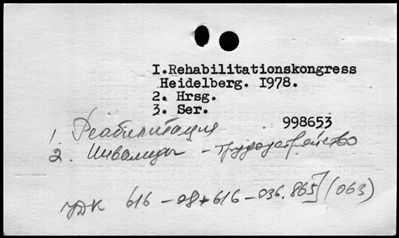 I.Rehabilitationskongress
Heidelberg. I978.
2. Hrsg.
3. Ser.
998653
1. Реабилитация
2. Инвалиды - трудоустройство
УДК 616-08+616-036.865](063)